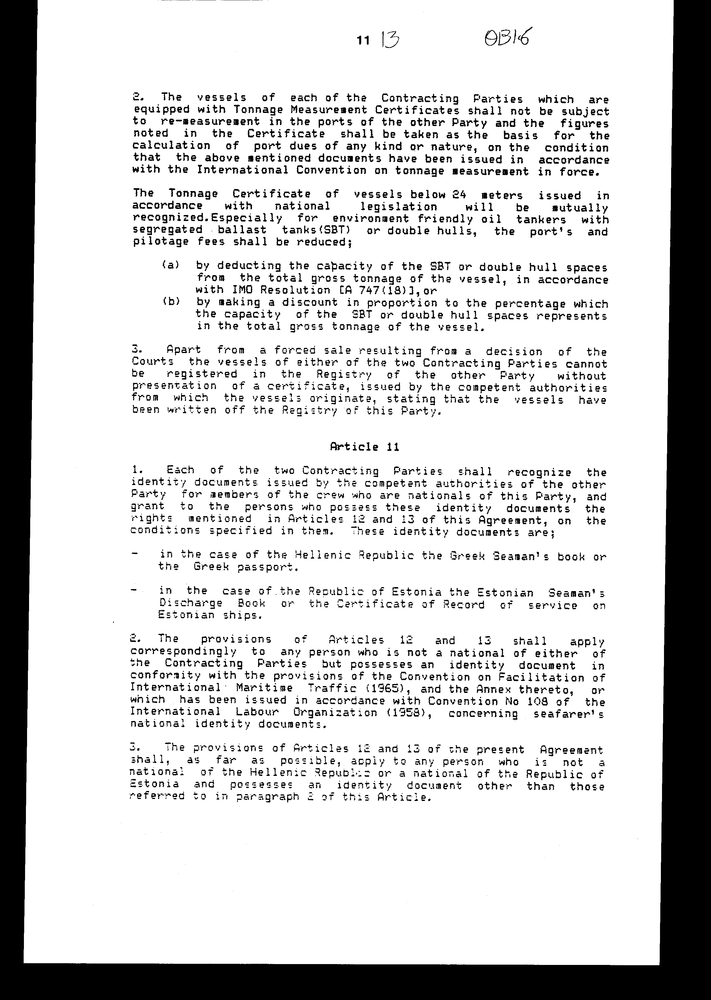 11 13 ΘB16
2. The vessels of each of the Contracting Parties which are
equipped with Tonnage Measurement Certificates shall not be subject
to re-measurement in the ports of the other Party and the figures
noted in the Certificate shall be taken as the basis for the
calculation of port dues of any kind or nature, on the condition
that the above mentioned documents have been issued in accordance
with the International Convention on tonnage measurement in force.
The Tonnage Certificate of vessels below 24 meters issued in
accordance with national legislation will be mutually
recognized.Especially for environment friendly oil tankers with
segregated ballast tanks(SBT) or double hulls, the port's and
pilotage fees shall be reduced;
(a) by deducting the capacity of the SBT or double hull spaces
from the total gross tonnage of the vessel, in accordance
with IMO Resolution [A 747(18)],or
(b) by making a discount in proportion to the percentage which
the capacity of the SBT or double hull spaces represents
in the total gross tonnage of the vessel.
3. Apart from a forced sale resulting from a decision of the
Courts the vessels of either of the two Contracting Parties cannot
be registered in the Registry of the other Party without
presentation of a certificate, issued by the competent authorities
from which the vessels originate, stating that the vessels have
been written off the Registry of this Party.
Article 11
1. Each of the two Contracting Parties shall recognize the
identity documents issued by the competent authorities of the other
Party for members of the crew who are nationals of this Party, and
grant to the persons who possess these identity documents the
rights mentioned in Articles 12 and 13 of this Agreement, on the
conditions specified in them. These identity documents are;
- in the case of the Hellenic Republic the Greek Seaman's book or
the Greek passport.
- in the case of the Republic of Estonia the Estonian Seaman's
Discharge Book or the Certificate of Record of service on
Estonian ships.
2. The provisions of Articles 12 and 13 shall apply
correspondingly to any person who is not a national of either of
the Contracting Parties but possesses an identity document in
conformity with the provisions of the Convention on Facilitation of
International Maritime Traffic (1965), and the Annex thereto, or
which has been issued in accordance with Convention No 108 of the
International Labour Organization (1958), concerning seafarer's
national identity documents.
3. The provisions of Articles 12 and 13 of the present Agreement
shall, as far as possible, apply to any person who is not a
national of the Hellenic Republic or a national of the Republic of
Estonia and possesses an identity document other than those
referred to in paragraph 2 of this Article.